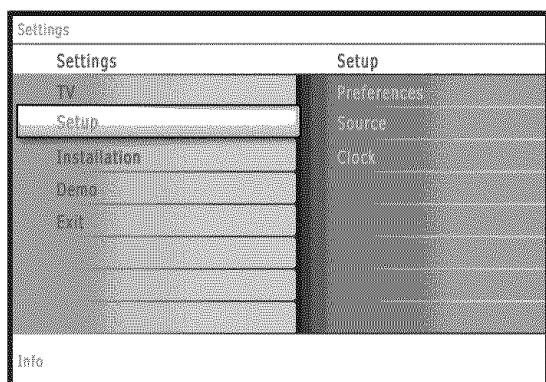 Settings
Settings Setup
TV Preferences
Setup Source
Installation Clock
Demo
Exit
Info